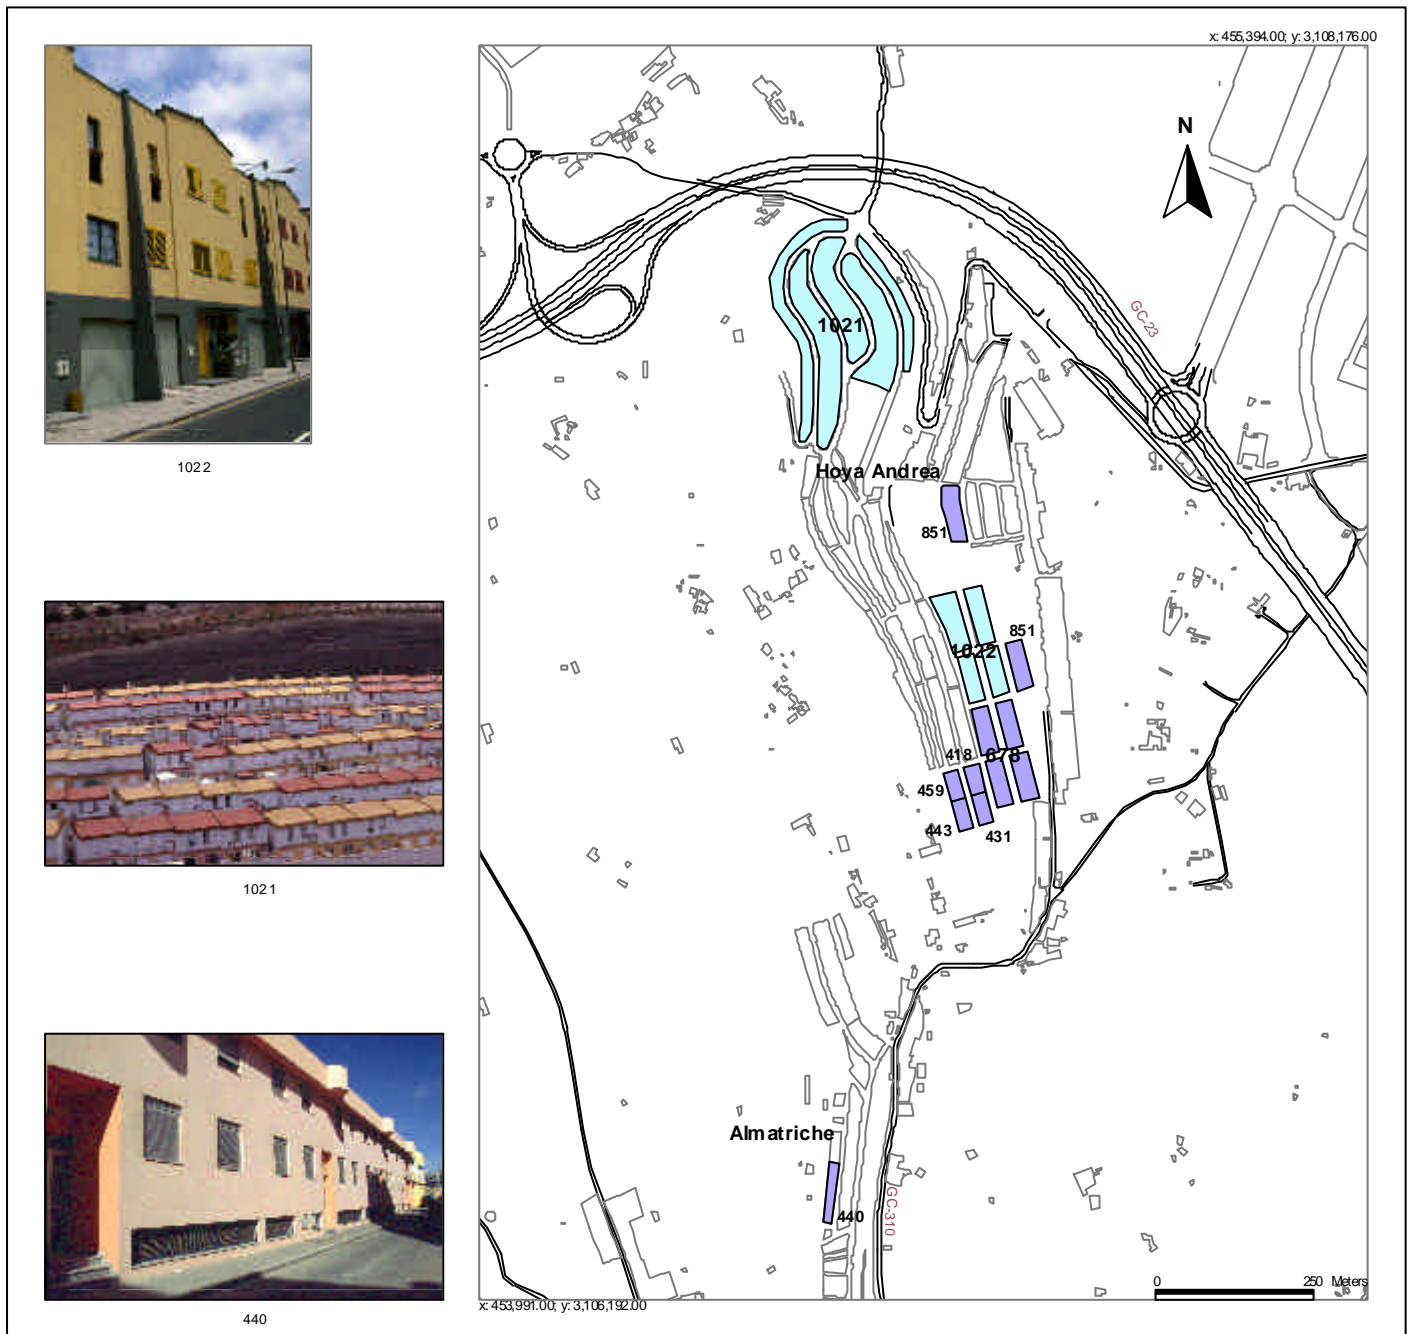 x: 455,394.00; y: 3,108,176.00
N
GC-23
1022
1021
Hoya Andrea
851
851
1022
418
678
459
443
431
1021
Almatriche
440
GC-310
0 250 Meters
x: 453,991.00; y: 3,106,192.00
440